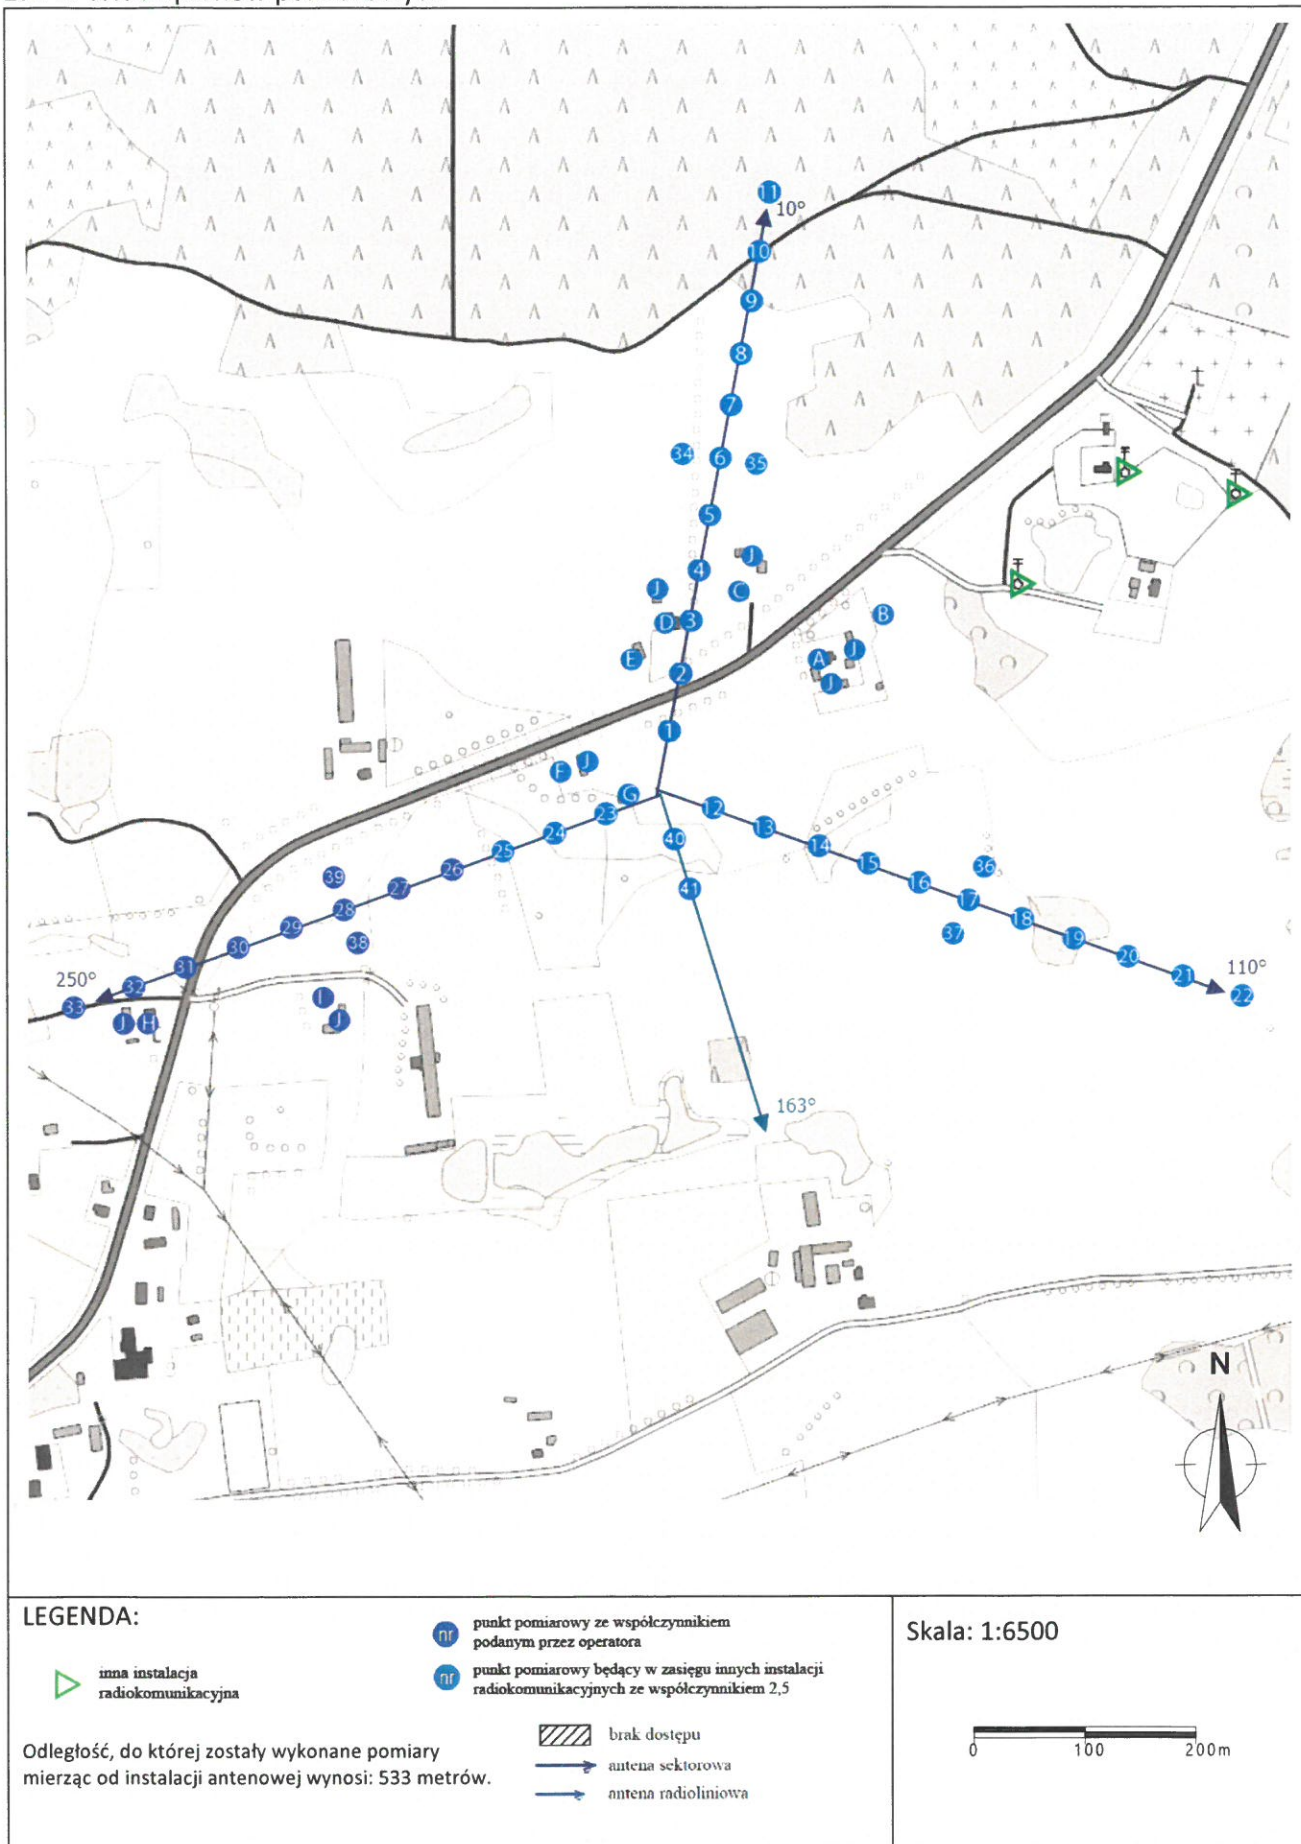 11
10°
10
9
8
7
34
6
35
5
J
4
J
C
D
3
B
E
A
J
2
J
1
F
J
G
23
12
24
40
13
25
14
26
15
36
39
27
41
16
28
17
29
18
38
37
30
19
31
20
250°
32
21
110°
33
I
22
J
H
J
163°
N
LEGENDA:
inna instalacja
radiokomunikacyjna
Odległość, do której zostały wykonane pomiary
mierząc od instalacji antenowej wynosi: 533 metrów.
nr
punkt pomiarowy ze współczynnikiem
podanym przez operatora
nr
punkt pomiarowy będący w zasięgu innych instalacji
radiokomunikacyjnych ze współczynnikiem 2,5
brak dostępu
antena sektorowa
antena radioliniowa
Skala: 1:6500
0 100 200m